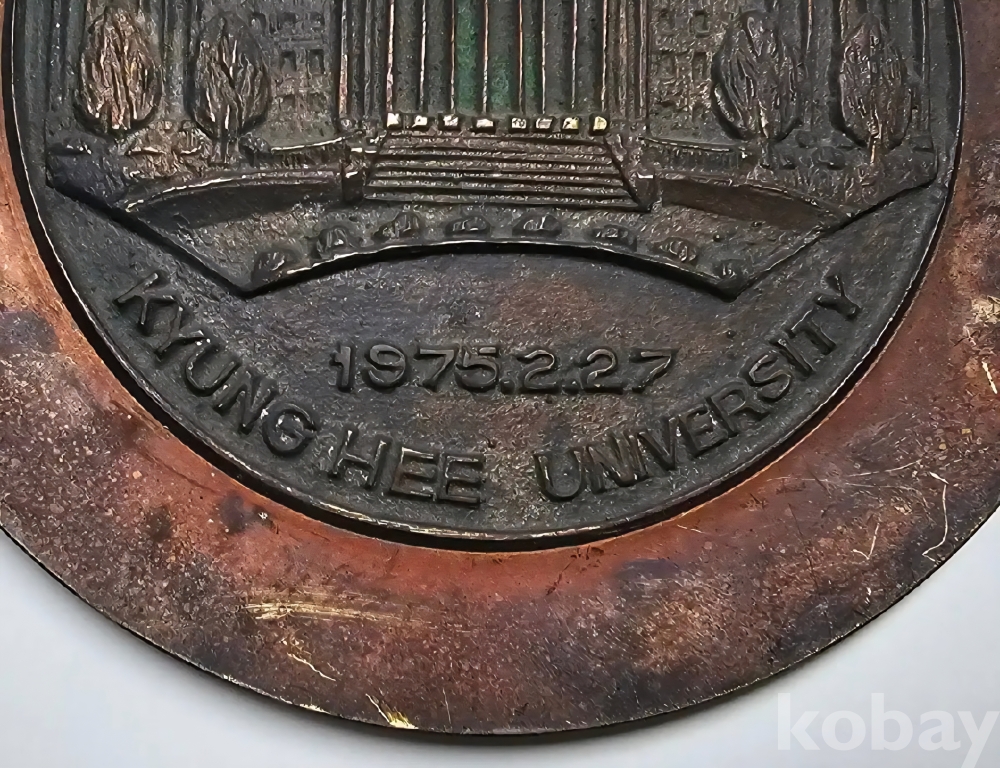 1975.2.27
KYUNG HEE UNIVERSITY
kobay